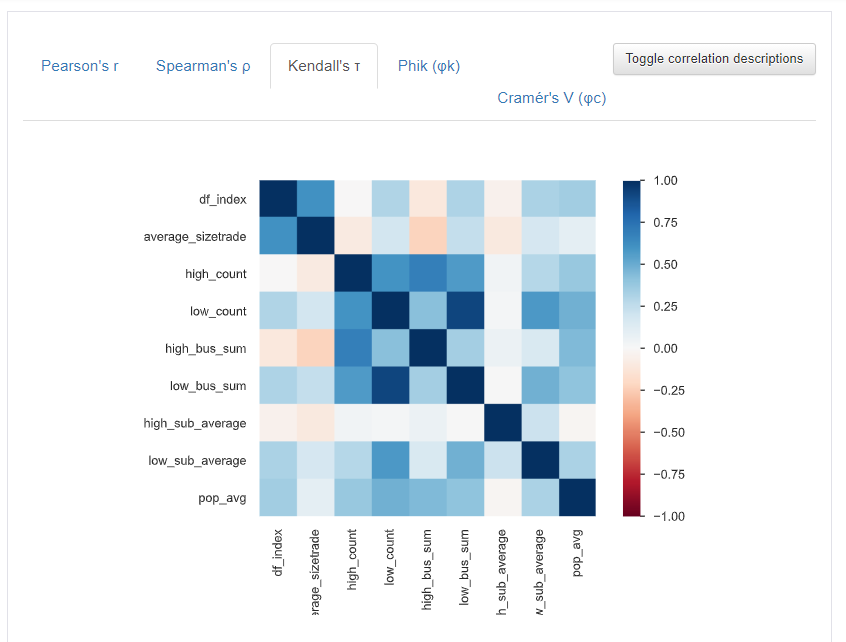 Pearson's r Spearman's ρ Kendall's τ Phik (φk) Toggle correlation descriptions
Cramér's V (φc)
df_index
average_sizetrade
high_count
low_count
high_bus_sum
low_bus_sum
high_sub_average
low_sub_average
pop_avg
1.00
0.75
0.50
0.25
0.00
−0.25
−0.50
−0.75
−1.00
df_index
erage_sizetrade
high_count
low_count
high_bus_sum
low_bus_sum
h_sub_average
w_sub_average
pop_avg